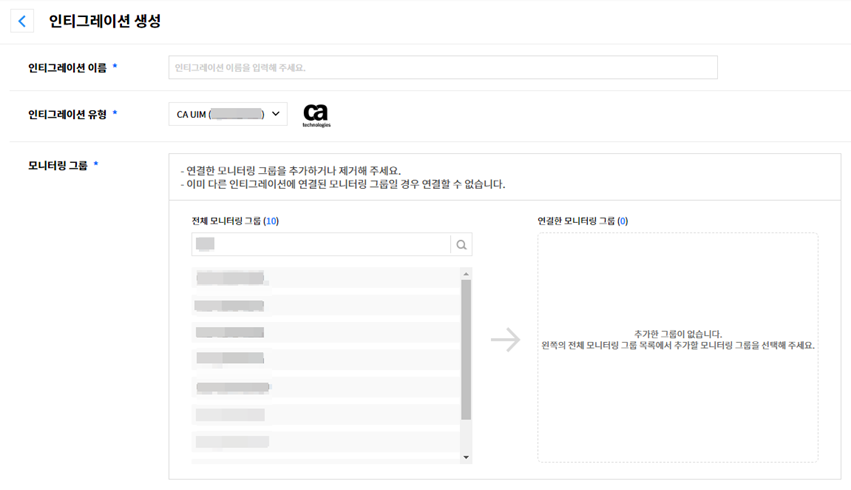 인티그레이션 생성
인티그레이션 이름 *
인티그레이션 이름을 입력해 주세요.
인티그레이션 유형 *
CA UIM ( )
ca
technologies
모니터링 그룹 *
- 연결한 모니터링 그룹을 추가하거나 제거해 주세요.
- 이미 다른 인티그레이션에 연결된 모니터링 그룹일 경우 연결할 수 없습니다.
전체 모니터링 그룹 (10)
연결한 모니터링 그룹 (0)
추가한 그룹이 없습니다.
왼쪽의 전체 모니터링 그룹 목록에서 추가할 모니터링 그룹을 선택해 주세요.